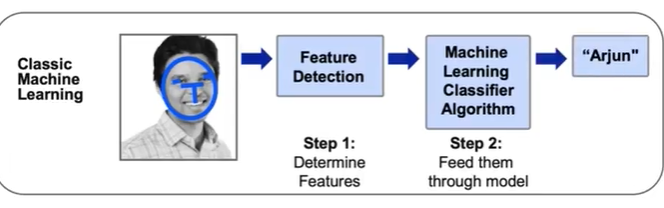 Classic
Machine
Learning
Feature
Detection
Machine
Learning
Classifier
Algorithm
“Arjun"
Step 1:
Determine
Features
Step 2:
Feed them
through model